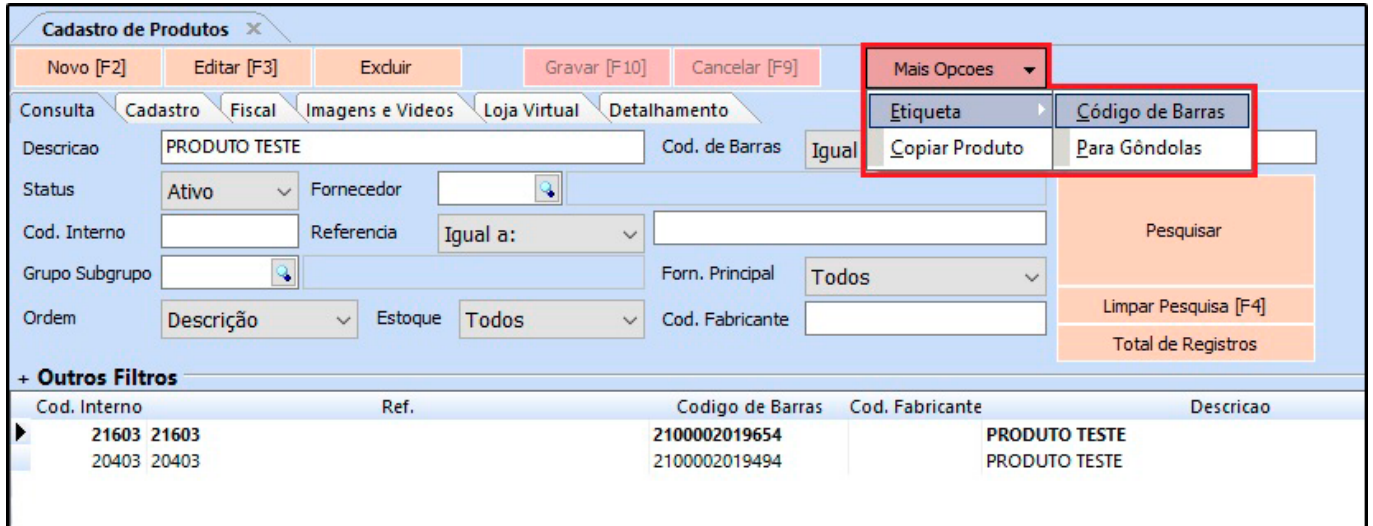 Cadastro de Produtos
Novo [F2] Editar [F3] Excluir Gravar [F10] Cancelar [F9] Mais Opcoes
Consulta Cadastro Fiscal Imagens e Videos Loja Virtual Detalhamento Etiqueta Código de Barras
Descricao PRODUTO TESTE Cod. de Barras Igual Copiar Produto Para Gôndolas
Status Ativo Fornecedor
Cod. Interno Referencia Igual a: Pesquisar
Grupo Subgrupo Forn. Principal Todos
Ordem Descrição Estoque Todos Cod. Fabricante Limpar Pesquisa [F4]
Total de Registros
+ Outros Filtros
Cod. Interno Ref. Codigo de Barras Cod. Fabricante Descricao
21603 21603 2100002019654 PRODUTO TESTE
20403 20403 2100002019494 PRODUTO TESTE